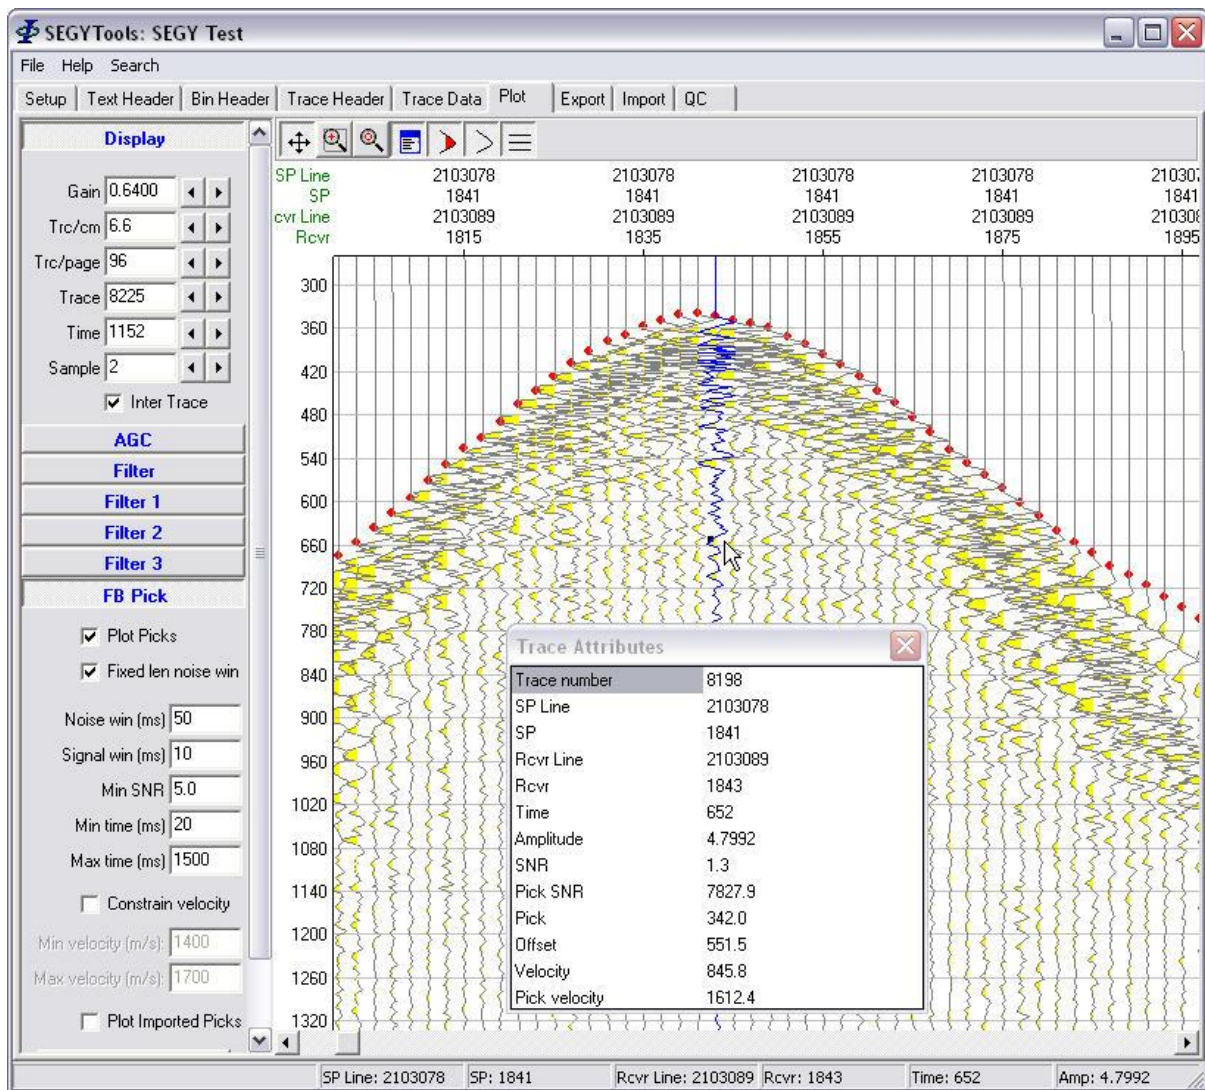 SEGYTools: SEGY Test
File Help Search
Setup Text Header Bin Header Trace Header Trace Data Plot Export Import QC
Display
Gain 0.6400
Trc/cm 6.6
Trc/page 96
Trace 8225
Time 1152
Sample 2
Inter Trace
AGC
Filter
Filter 1
Filter 2
Filter 3
FB Pick
Plot Picks
Fixed len noise win
Noise win (ms) 50
Signal win (ms) 10
Min SNR 5.0
Min time (ms) 20
Max time (ms) 1500
Constrain velocity
Min velocity (m/s): 1400
Max velocity (m/s): 1700
Plot Imported Picks
SP Line 2103078 2103078 2103078 2103078 21030
SP 1841 1841 1841 1841 1841
cvr Line 2103089 2103089 2103089 2103089 21030
Rcvr 1815 1835 1855 1875 1895
300
360
420
480
540
600
660
720
780
840
900
960
1020
1080
1140
1200
1260
1320
Trace Attributes
Trace number 8198
SP Line 2103078
SP 1841
Rcvr Line 2103089
Rcvr 1843
Time 652
Amplitude 4.7992
SNR 1.3
Pick SNR 7827.9
Pick 342.0
Offset 551.5
Velocity 845.8
Pick velocity 1612.4
SP Line: 2103078 SP: 1841 Rcvr Line: 2103089 Rcvr: 1843 Time: 652 Amp: 4.7992